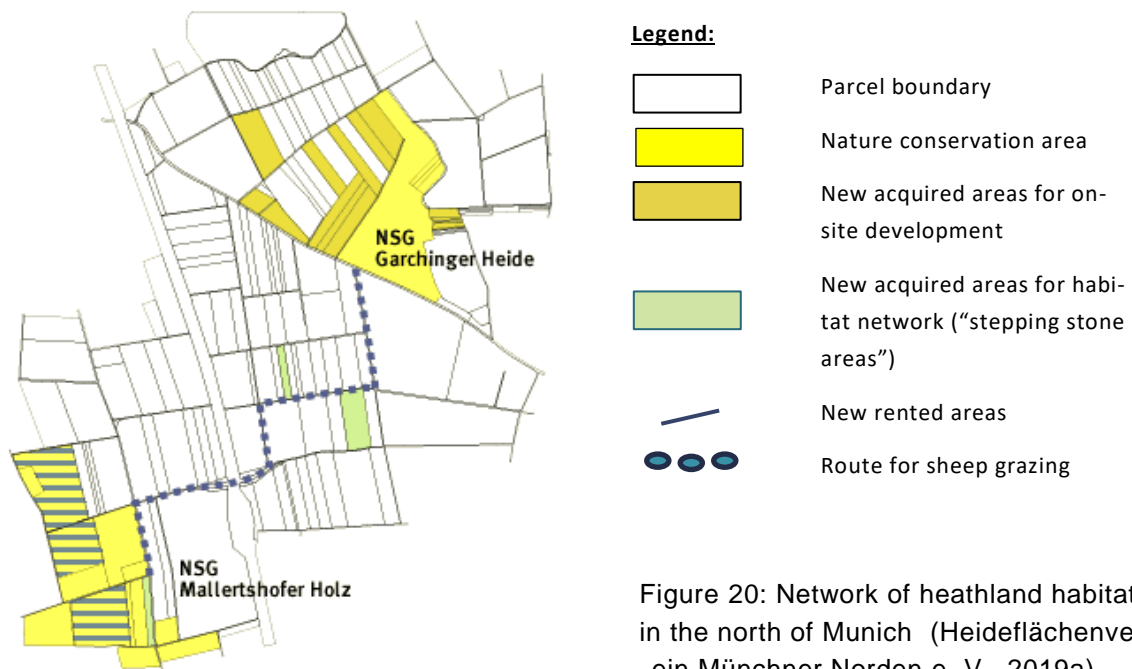 NSG
Garchinger Heide
NSG
Mallertshofer Holz
Legend:
Parcel boundary
Nature conservation area
New acquired areas for on-
site development
New acquired areas for habi-
tat network (“stepping stone
areas”)
New rented areas
Route for sheep grazing
Figure 20: Network of heathland habitat
in the north of Munich (Heideflächenve
ein Münchner Norden e. V., 2019a)